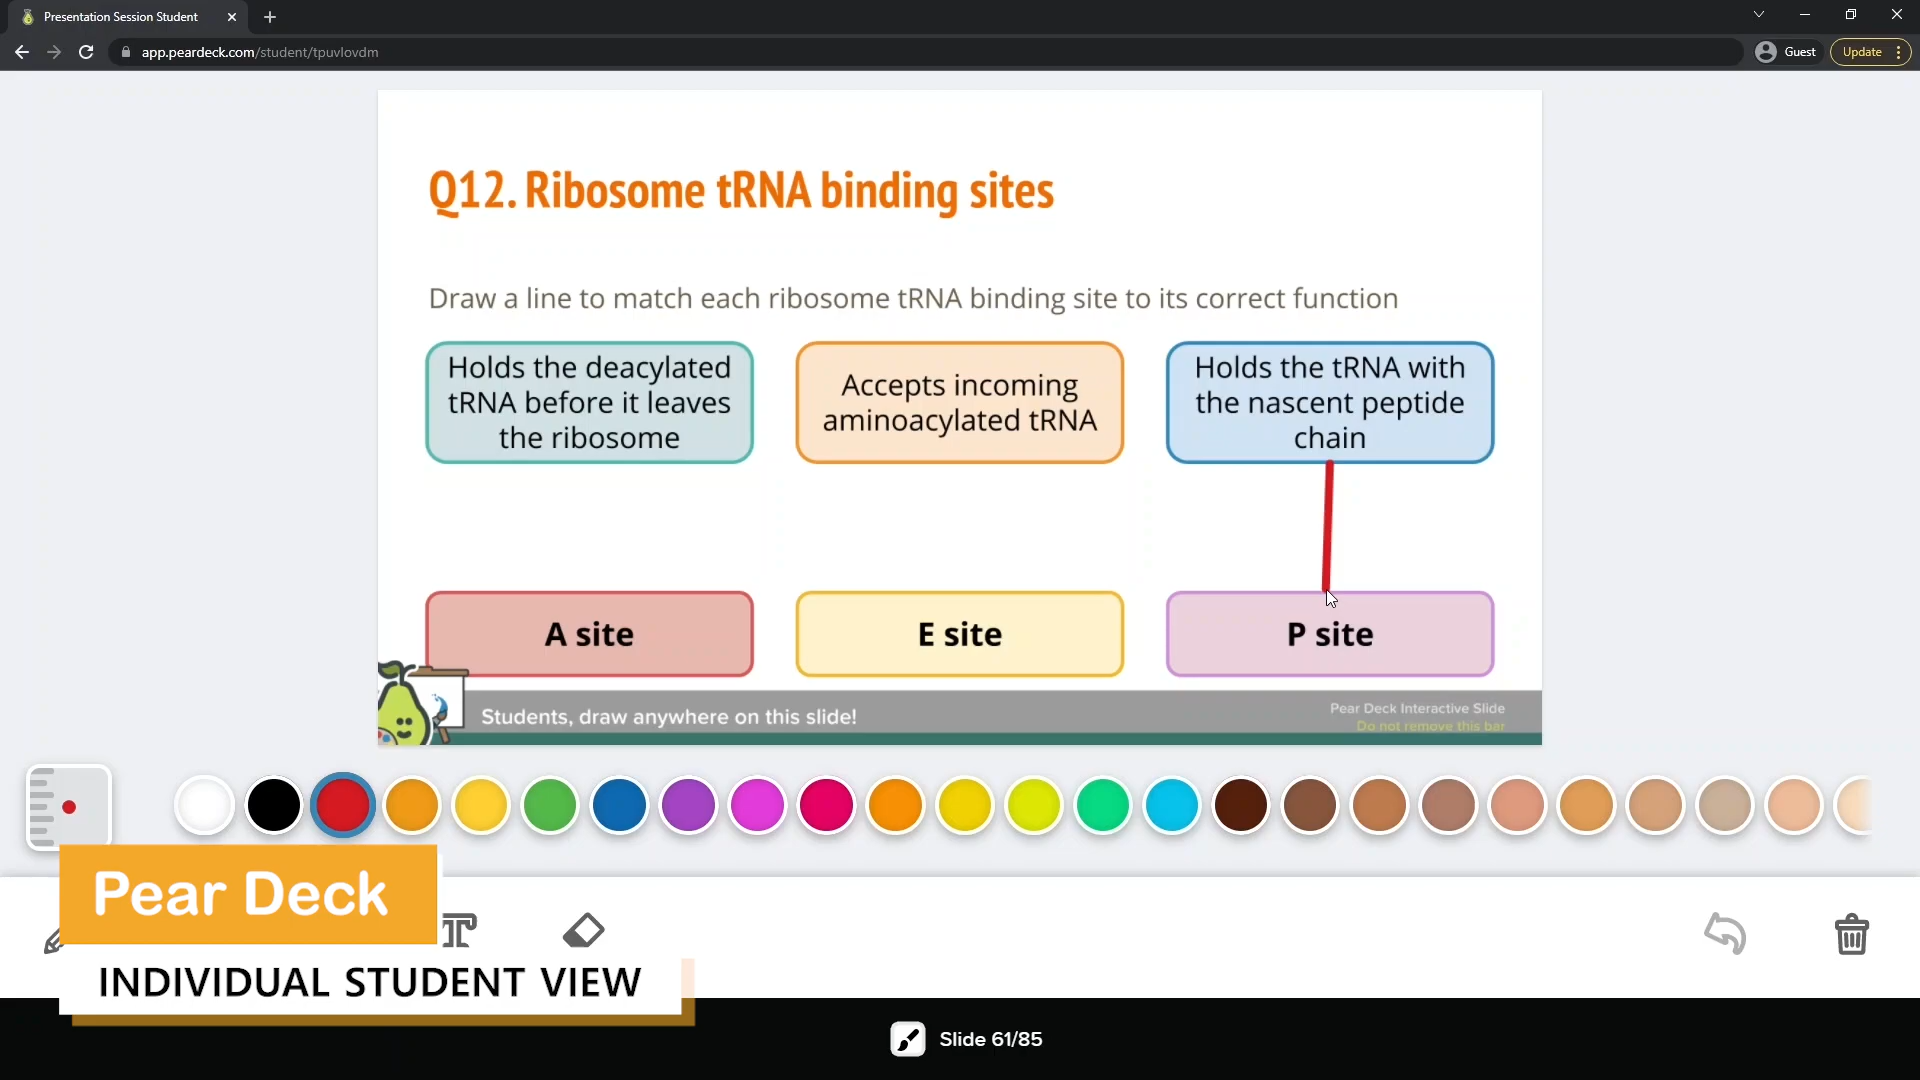 Presentation Session Student
app.peardeck.com/student/tpuvlovdm
Guest
Update
Q12. Ribosome tRNA binding sites
Draw a line to match each ribosome tRNA binding site to its correct function
Holds the deacylated
tRNA before it leaves
the ribosome
Accepts incoming
aminoacylated tRNA
Holds the tRNA with
the nascent peptide
chain
A site
E site
P site
Students, draw anywhere on this slide!
Pear Deck Interactive Slide
Do not remove this bar
Pear Deck
INDIVIDUAL STUDENT VIEW
Slide 61/85